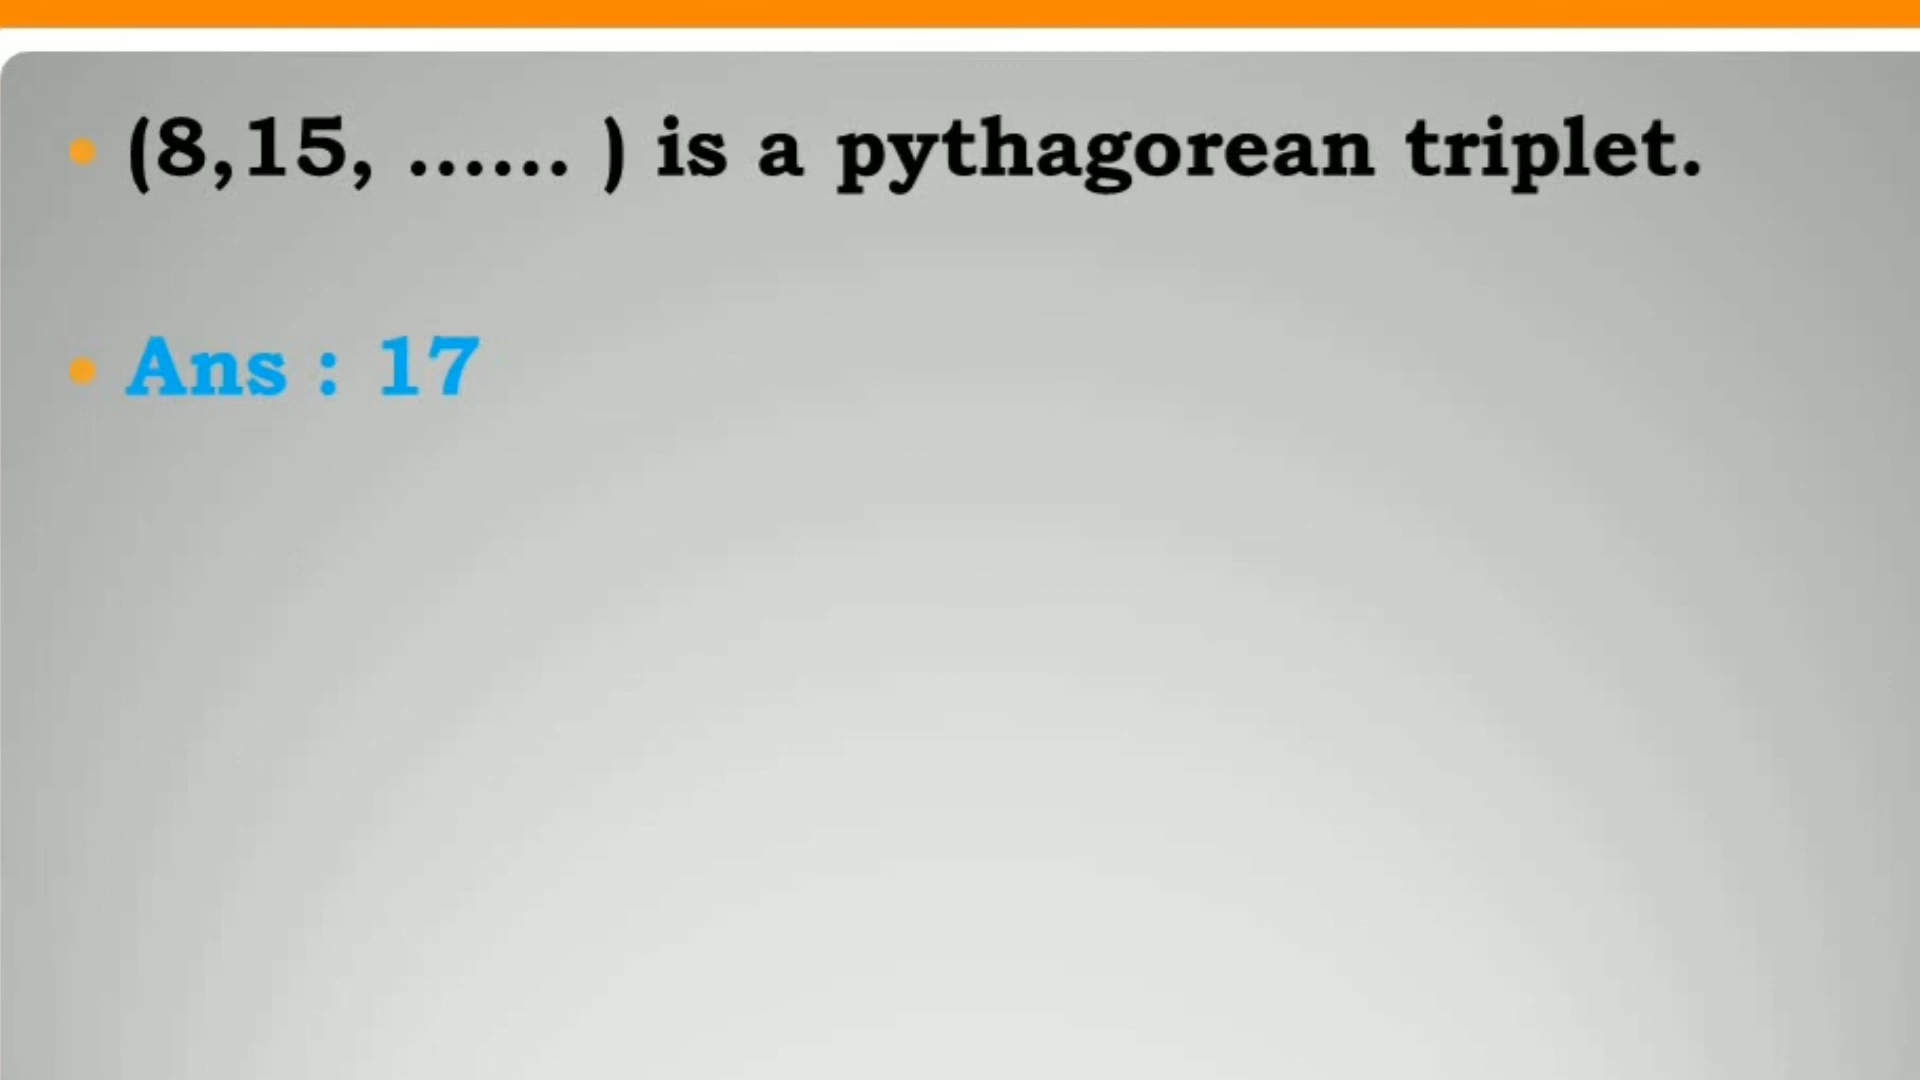 • (8,15, ...... ) is a pythagorean triplet.
• Ans : 17